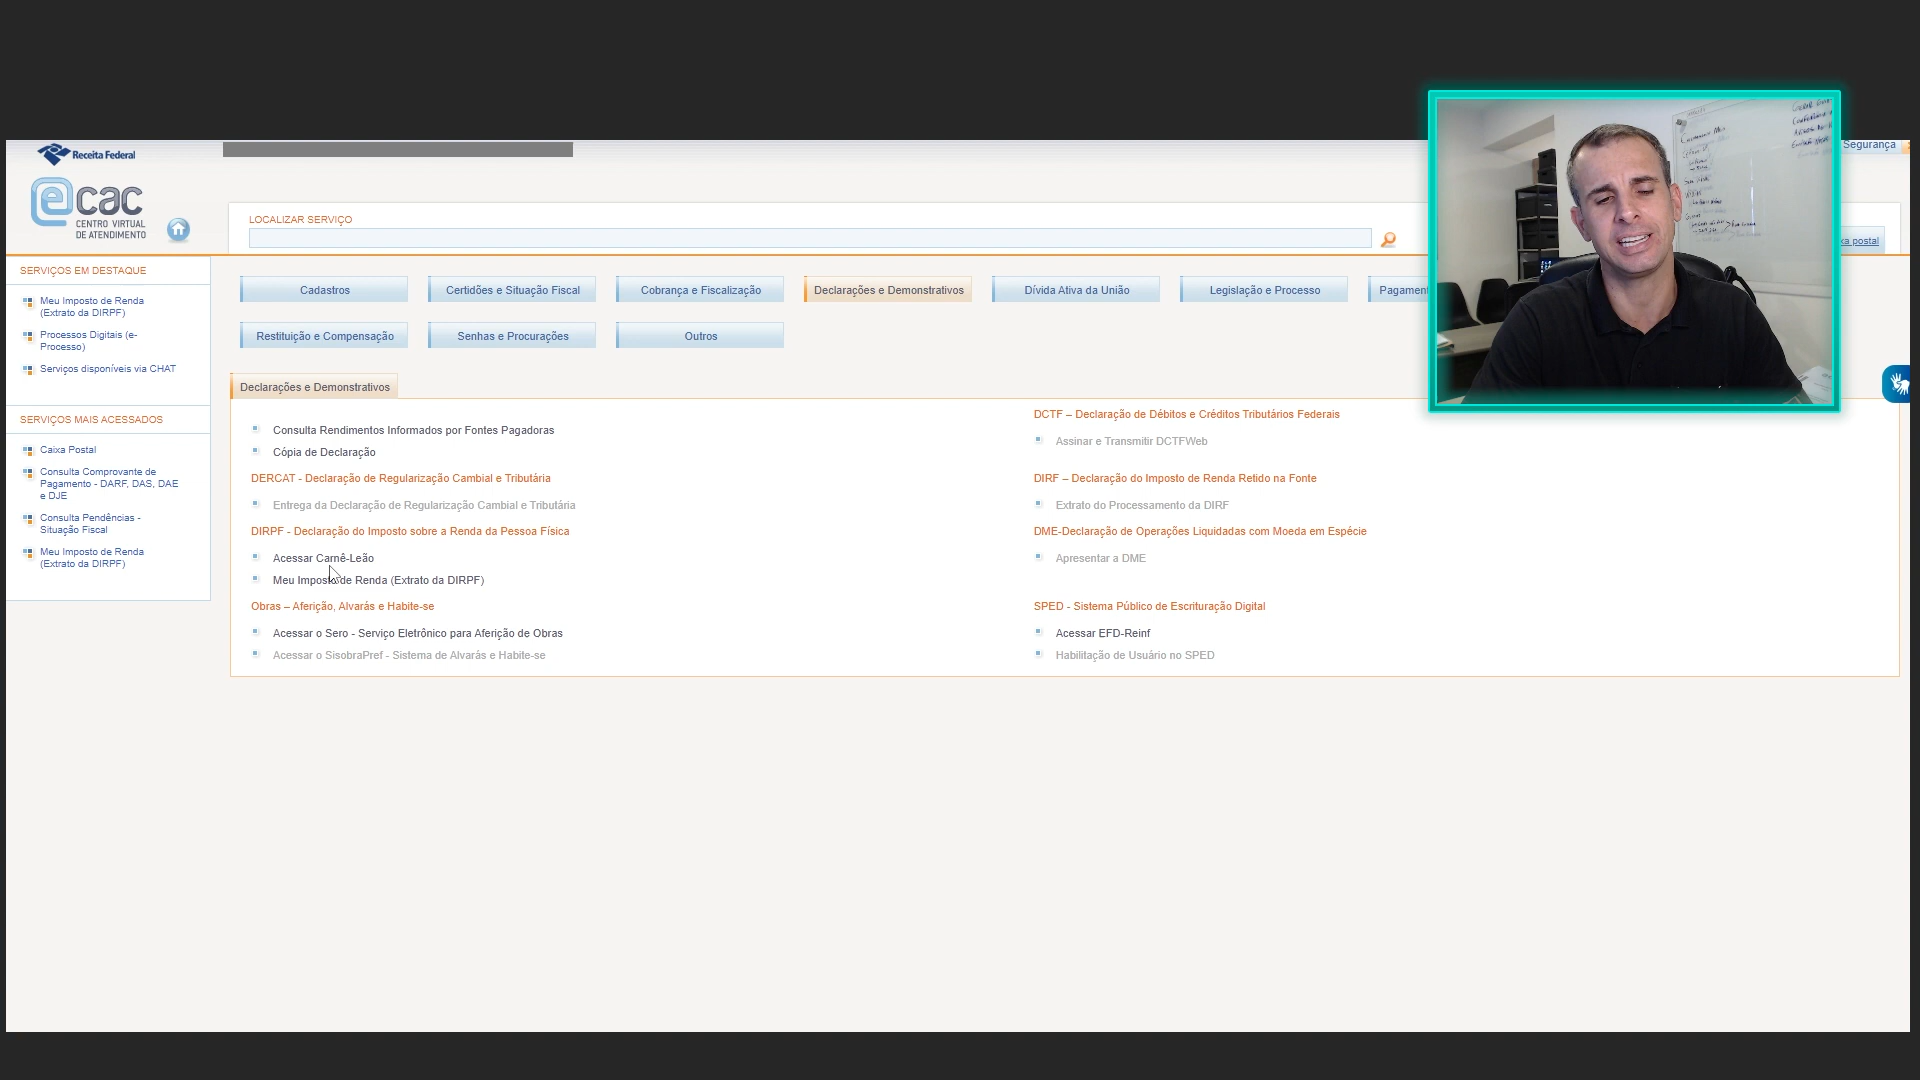 Receita Federal
ecac
CENTRO VIRTUAL
DE ATENDIMENTO
LOCALIZAR SERVIÇO
Segurança
xa postal
SERVIÇOS EM DESTAQUE
Meu Imposto de Renda
(Extrato da DIRPF)
Processos Digitais (e-
Processo)
Serviços disponíveis via CHAT
SERVIÇOS MAIS ACESSADOS
Caixa Postal
Consulta Comprovante de
Pagamento - DARF, DAS, DAE
e DJE
Consulta Pendências -
Situação Fiscal
Meu Imposto de Renda
(Extrato da DIRPF)
Cadastros
Certidões e Situação Fiscal
Cobrança e Fiscalização
Declarações e Demonstrativos
Dívida Ativa da União
Legislação e Processo
Pagament
Restituição e Compensação
Senhas e Procurações
Outros
Declarações e Demonstrativos
Consulta Rendimentos Informados por Fontes Pagadoras
Cópia de Declaração
DERCAT - Declaração de Regularização Cambial e Tributária
Entrega da Declaração de Regularização Cambial e Tributária
DIRPF - Declaração do Imposto sobre a Renda da Pessoa Física
Acessar Carnê-Leão
Meu Imposto de Renda (Extrato da DIRPF)
Obras – Aferição, Alvarás e Habite-se
Acessar o Sero - Serviço Eletrônico para Aferição de Obras
Acessar o SisobraPref - Sistema de Alvarás e Habite-se
DCTF – Declaração de Débitos e Créditos Tributários Federais
Assinar e Transmitir DCTFWeb
DIRF – Declaração do Imposto de Renda Retido na Fonte
Extrato do Processamento da DIRF
DME-Declaração de Operações Liquidadas com Moeda em Espécie
Apresentar a DME
SPED - Sistema Público de Escrituração Digital
Acessar EFD-Reinf
Habilitação de Usuário no SPED